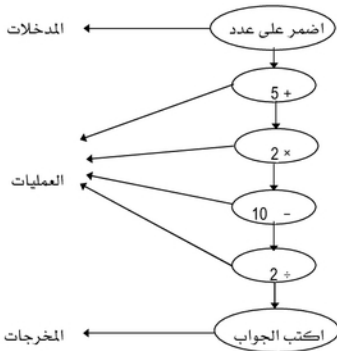 اضمر على عدد
المدخلات
5 +
2 ×
العمليات
10 −
2 ÷
اكتب الجواب
المخرجات